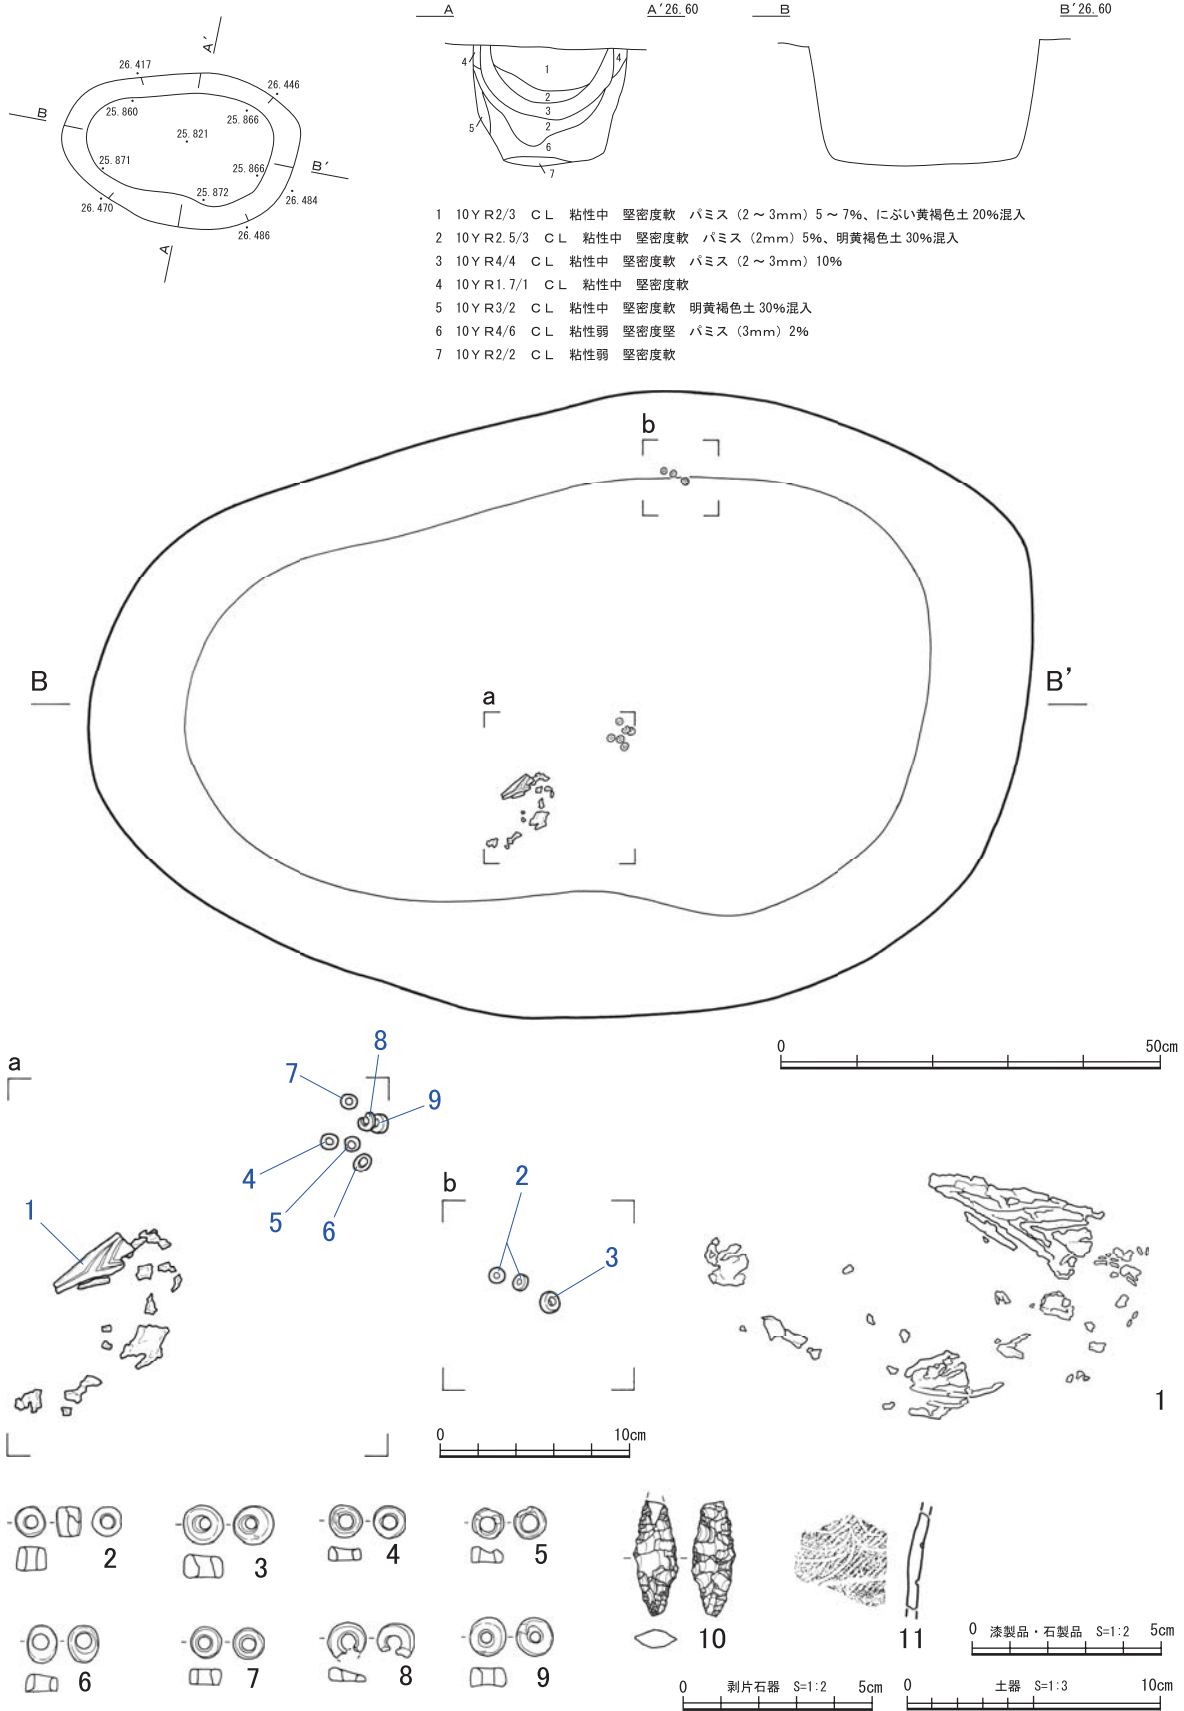 A A'26.60 B B'26.60
A'
26.417
26.446
B
25.860
25.866
25.821
25.871
25.866
B'
26.470
25.872
26.484
26.486
A
1
2
3
2
4
4
5
6
7
1 10YR2/3 CL 粘性中 堅密度軟 パミス（2～3mm）5～7%、にぶい黄褐色土20%混入
2 10YR2.5/3 CL 粘性中 堅密度軟 パミス（2mm）5%、明黄褐色土30%混入
3 10YR4/4 CL 粘性中 堅密度軟 パミス（2～3mm）10%
4 10YR1.7/1 CL 粘性中 堅密度軟
5 10YR3/2 CL 粘性中 堅密度軟 明黄褐色土30%混入
6 10YR4/6 CL 粘性弱 堅密度堅 パミス（3mm）2%
7 10YR2/2 CL 粘性弱 堅密度軟
b
B B'
a
0 50cm
a
8
7
9
4
5
6
1
b
2
3
0 10cm
1
2 3 4 5
6 7 8 9
10 11
0 漆製品・石製品 S=1:2 5cm
0 剥片石器 S=1:2 5cm
0 土器 S=1:3 10cm